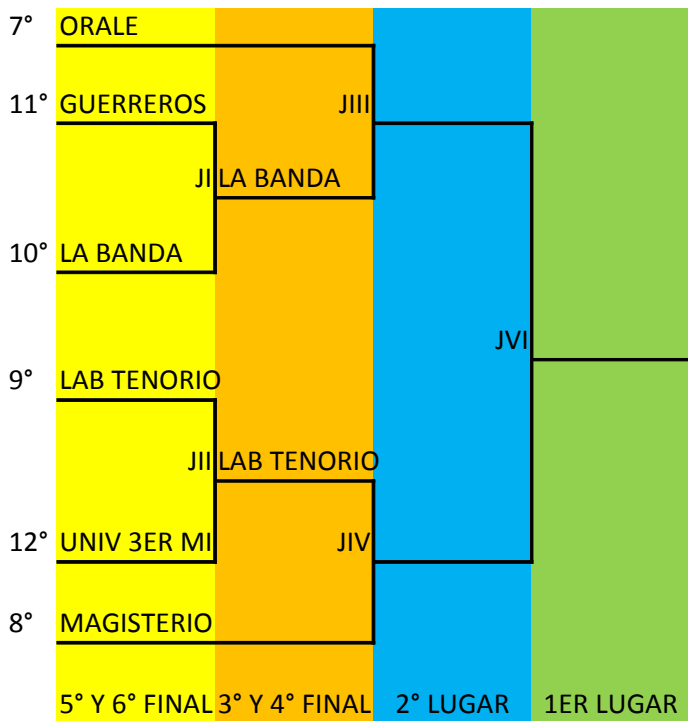 7° ORALE
11° GUERREROS JIII
JI LA BANDA
10° LA BANDA
JVI
9° LAB TENORIO
JII LAB TENORIO
12° UNIV 3ER MI JIV
8° MAGISTERIO
5° Y 6° FINAL 3° Y 4° FINAL 2° LUGAR 1ER LUGAR